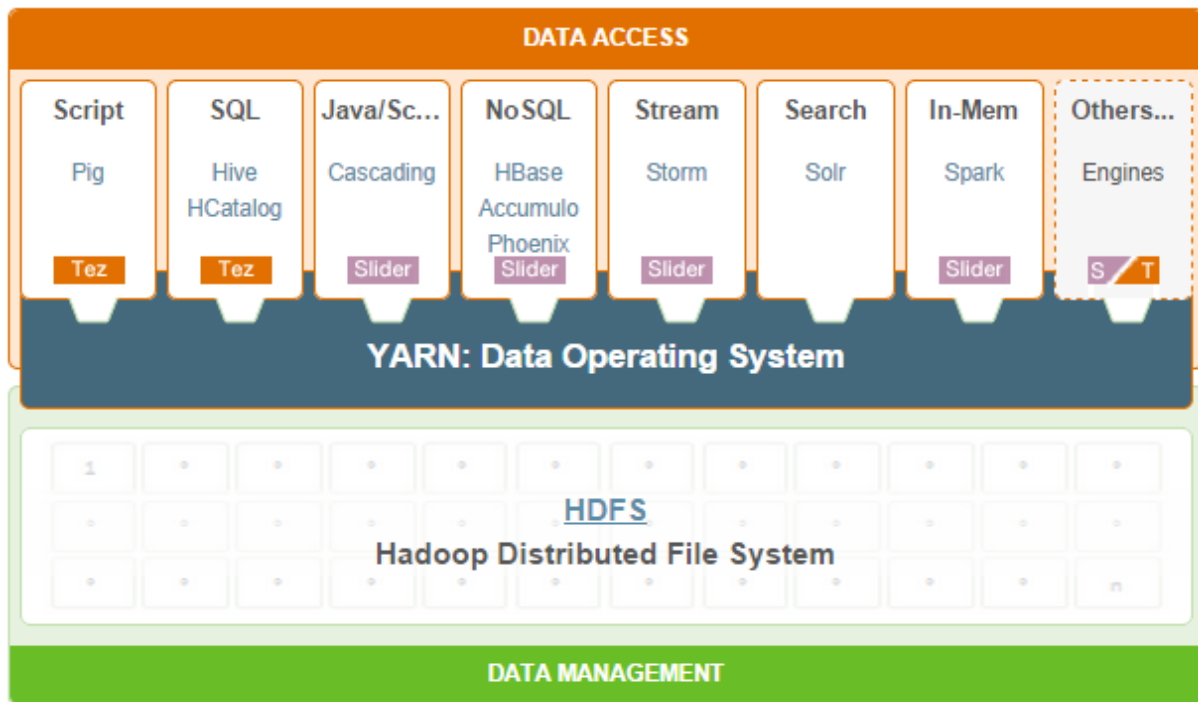 DATA ACCESS
Script
Pig
Tez
SQL
Hive
HCatalog
Tez
Java/Sc...
Cascading
Slider
NoSQL
HBase
Accumulo
Phoenix
Slider
Stream
Storm
Slider
Search
Solr
In-Mem
Spark
Slider
Others...
Engines
S / T
YARN: Data Operating System
1
HDFS
Hadoop Distributed File System
n
DATA MANAGEMENT